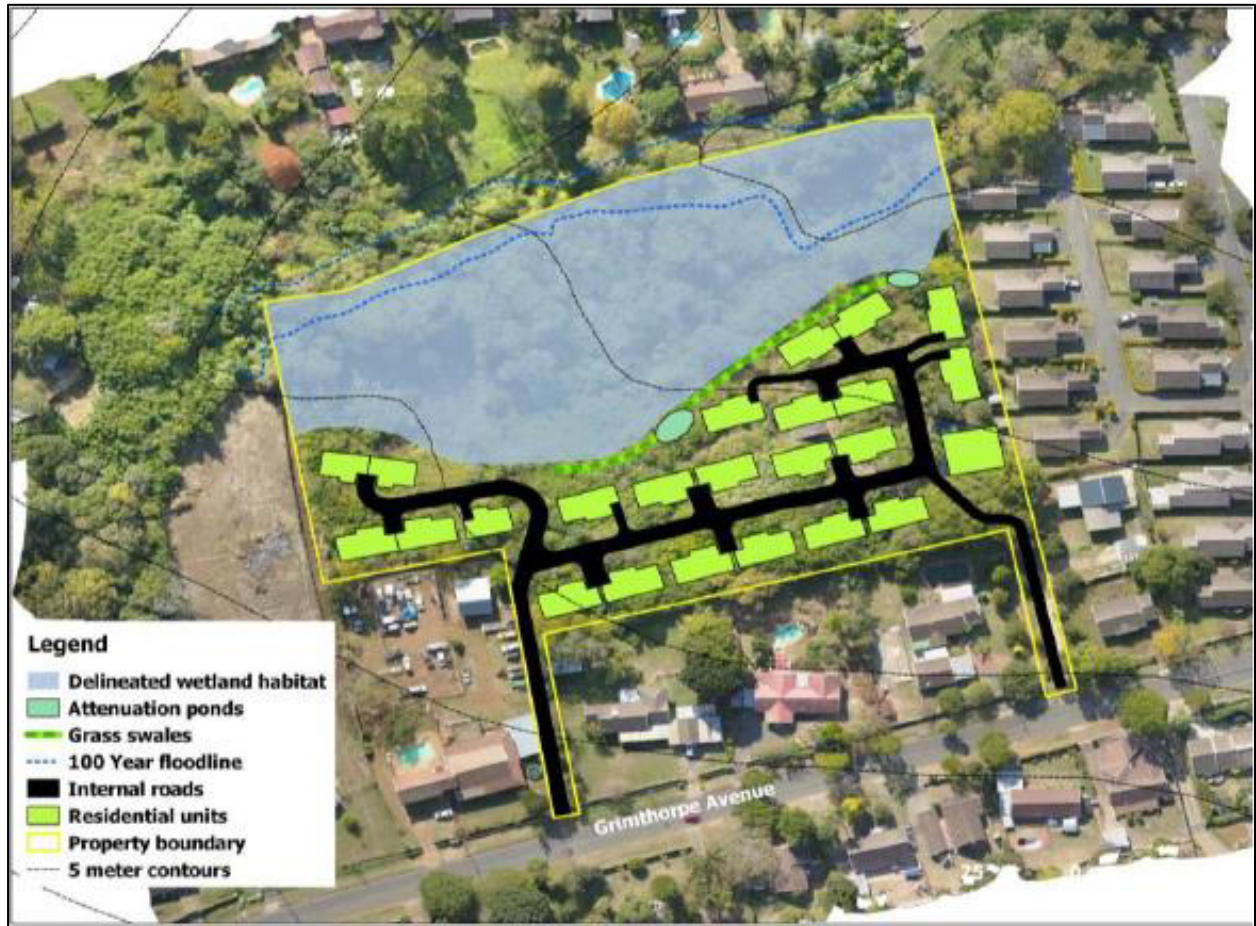 Grimthorpe Avenue
Legend
Delineated wetland habitat
Attenuation ponds
Grass swales
100 Year floodline
Internal roads
Residential units
Property boundary
5 meter contours